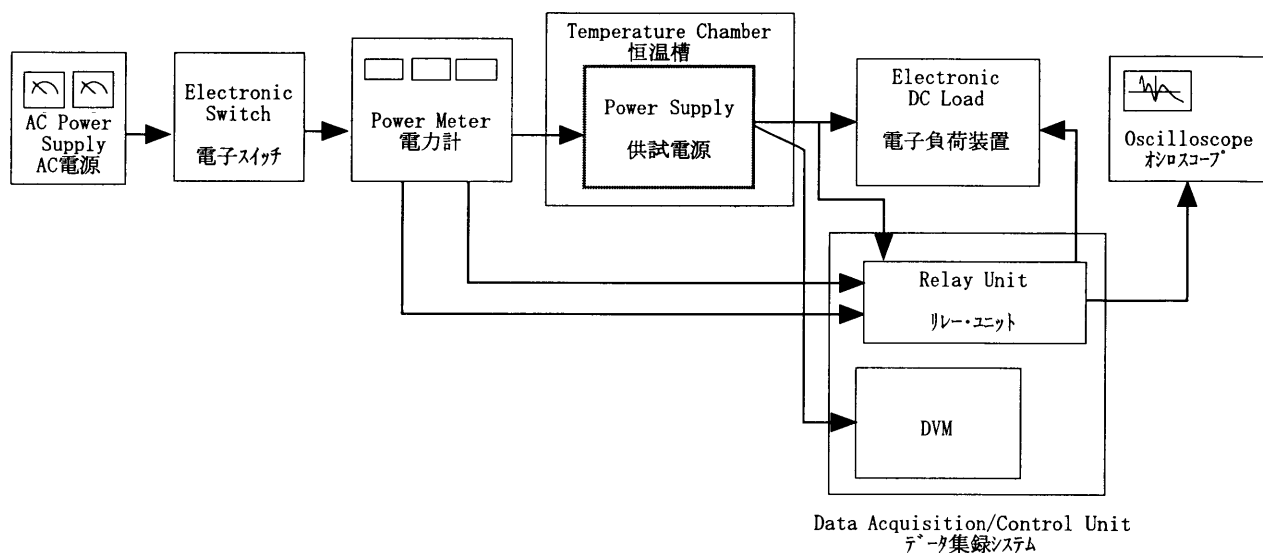 AC Power
Supply
AC電源
Electronic
Switch
電子スイッチ
Power Meter
電力計
Temperature Chamber
恒温槽
Power Supply
供試電源
Electronic
DC Load
電子負荷装置
Oscilloscope
ｵｼﾛｽｺｰﾌﾟ
Relay Unit
ﾘﾚｰ・ﾕﾆｯﾄ
DVM
Data Acquisition/Control Unit
ﾃﾞｰﾀ集録ｼｽﾃﾑ